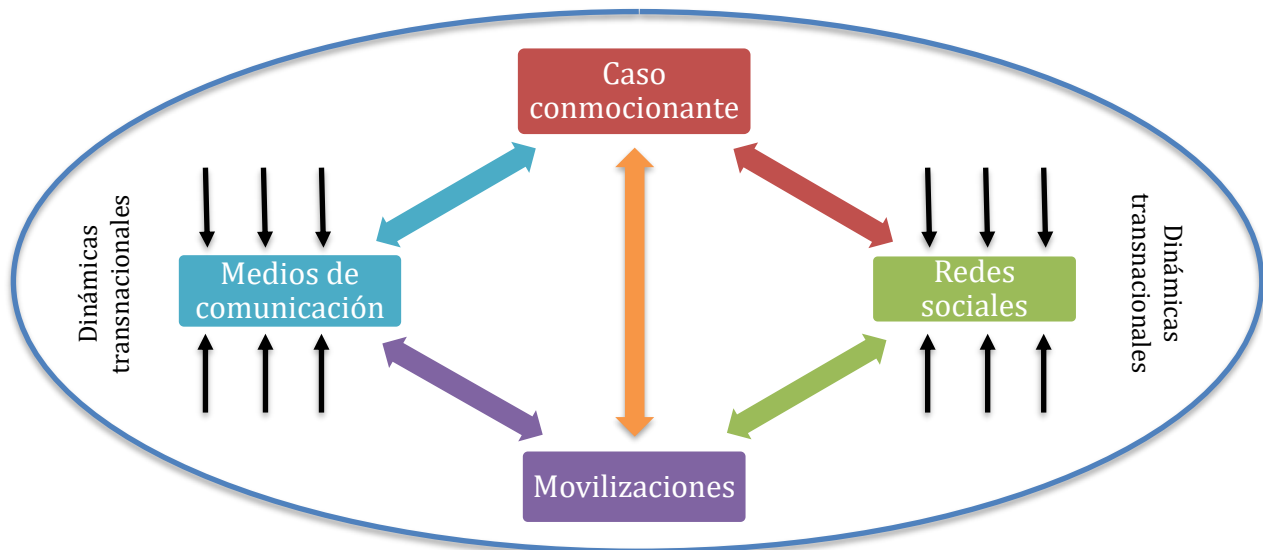 Caso
conmocionante
Dinámicas
transnacionales
Medios de
comunicación
Redes
sociales
Dinámicas
transnacionales
Movilizaciones